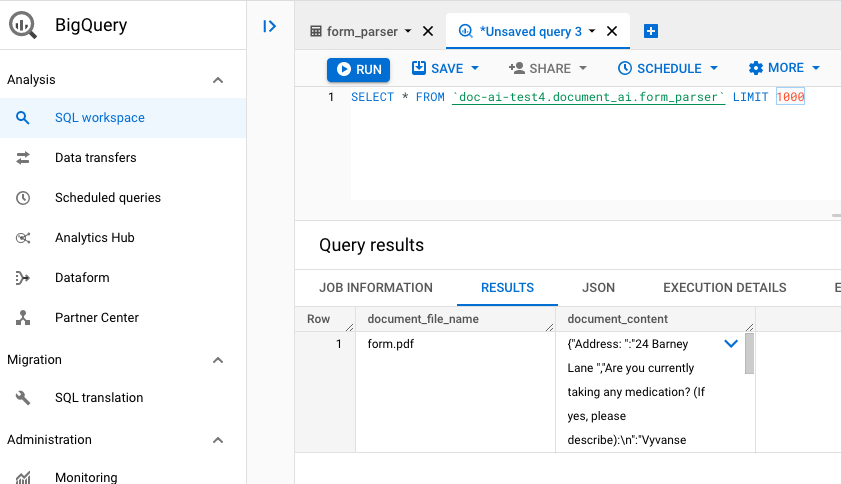 BigQuery
Analysis
SQL workspace
Data transfers
Scheduled queries
Analytics Hub
Dataform
Partner Center
Migration
SQL translation
Administration
Monitoring
form_parser
*Unsaved query 3
RUN
SAVE
SHARE
SCHEDULE
MORE
1 SELECT * FROM `doc-ai-test4.document_ai.form_parser` LIMIT 1000
Query results
JOB INFORMATION
RESULTS
JSON
EXECUTION DETAILS
E
Row
document_file_name
document_content
1
form.pdf
{"Address: ":"24 Barney
Lane ","Are you currently
taking any medication? (If
yes, please
describe):\n":"Vyvanse